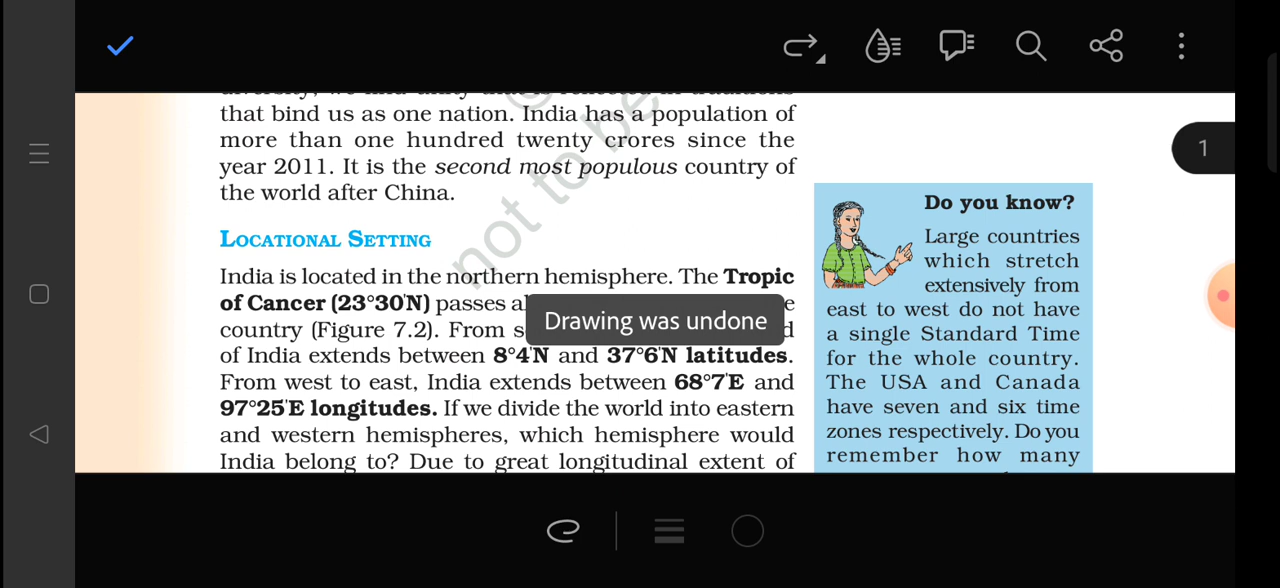 that bind us as one nation. India has a population of
more than one hundred twenty crores since the
year 2011. It is the second most populous country of
the world after China.
LOCATIONAL SETTING
India is located in the northern hemisphere. The Tropic
of Cancer (23°30'N) passes
country (Figure 7.2). From
of India extends between 8°4'N and 37°6'N latitudes.
From west to east, India extends between 68°7'E and
97°25'E longitudes. If we divide the world into eastern
and western hemispheres, which hemisphere would
India belong to? Due to great longitudinal extent of
Drawing was undone
not to be
1
Do you know?
Large countries
which stretch
extensively from
east to west do not have
a single Standard Time
for the whole country.
The USA and Canada
have seven and six time
zones respectively. Do you
remember how many